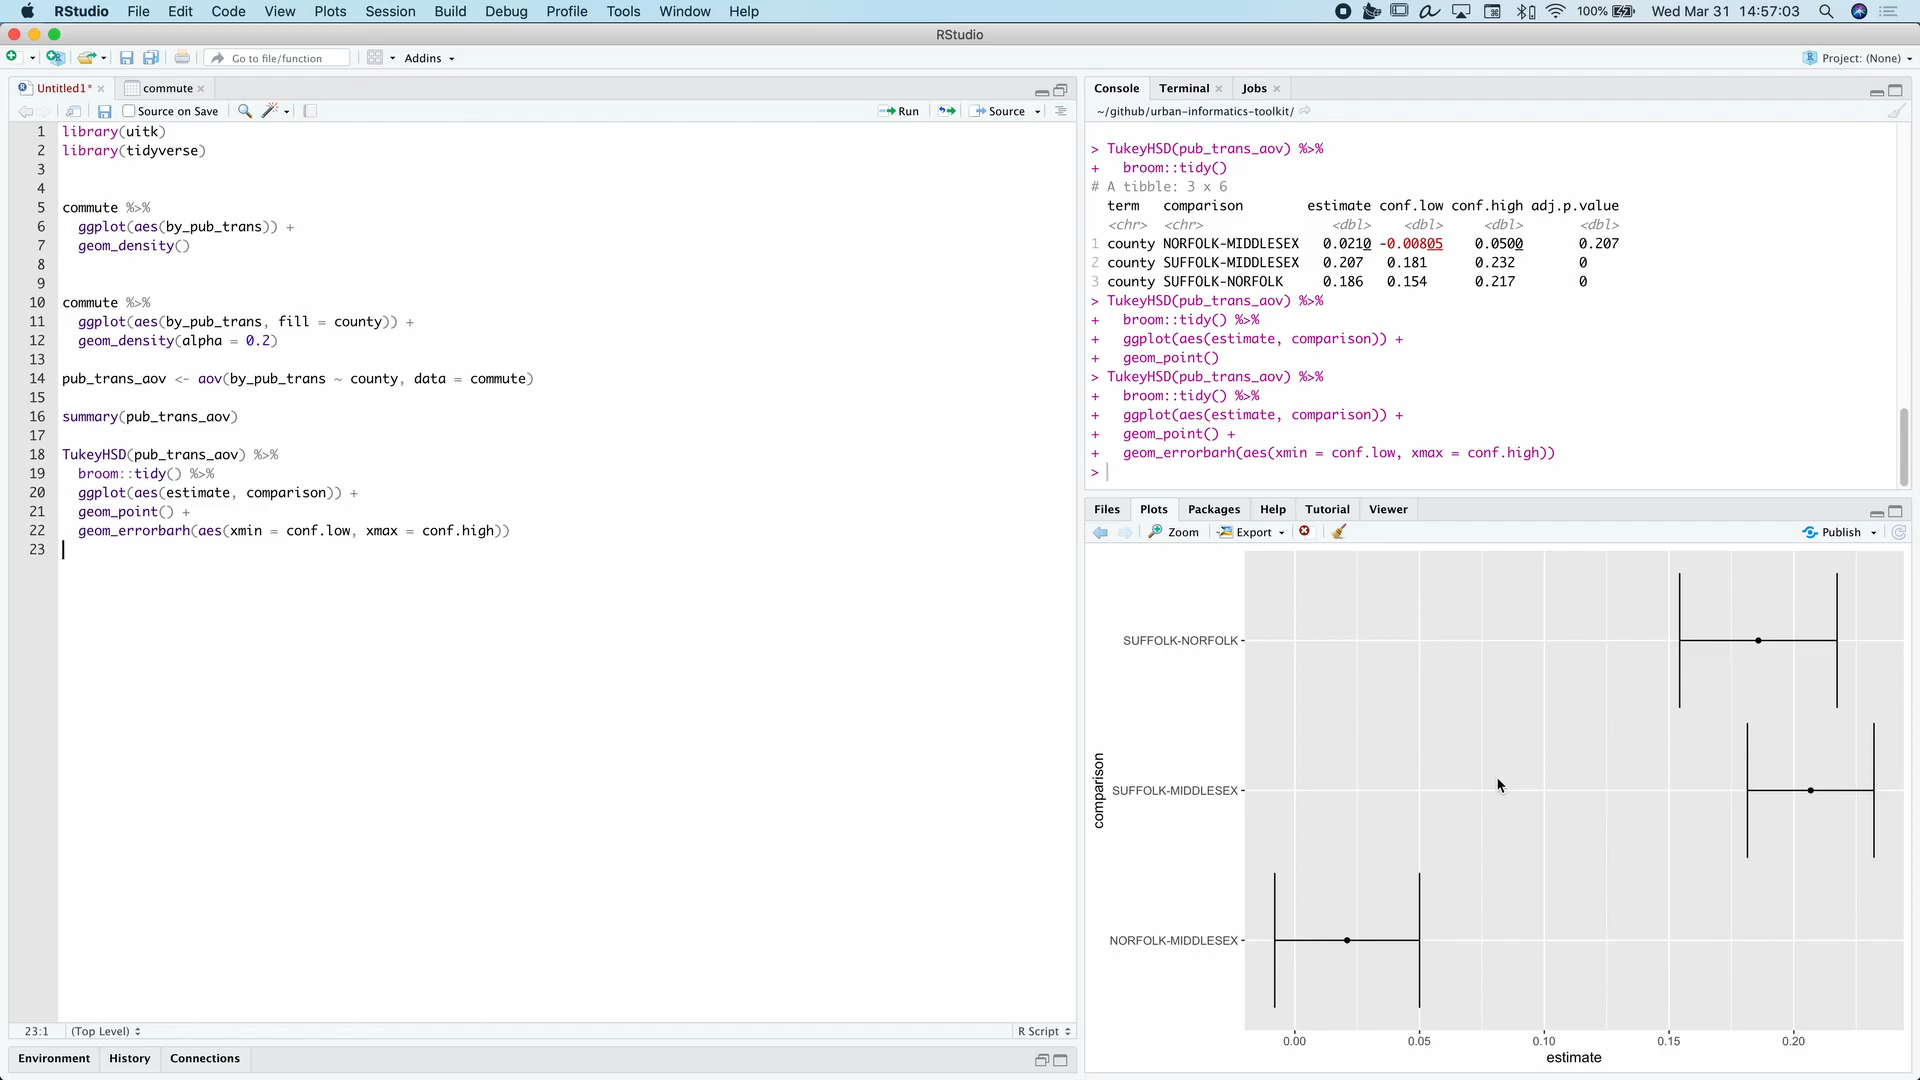 RStudio File Edit Code View Plots Session Build Debug Profile Tools Window Help 100% Wed Mar 31 14:57:03
RStudio
Go to file/function Addins Project: (None)
Untitled1* commute
Source on Save Run Source
1 library(uitk)
2 library(tidyverse)
3
4
5 commute %>%
6 ggplot(aes(by_pub_trans)) +
7 geom_density()
8
9
10 commute %>%
11 ggplot(aes(by_pub_trans, fill = county)) +
12 geom_density(alpha = 0.2)
13
14 pub_trans_aov <- aov(by_pub_trans ~ county, data = commute)
15
16 summary(pub_trans_aov)
17
18 TukeyHSD(pub_trans_aov) %>%
19 broom::tidy() %>%
20 ggplot(aes(estimate, comparison)) +
21 geom_point() +
22 geom_errorbarh(aes(xmin = conf.low, xmax = conf.high))
23
23:1 (Top Level) R Script
Environment History Connections
Console Terminal Jobs
~/github/urban-informatics-toolkit/
> TukeyHSD(pub_trans_aov) %>%
+ broom::tidy()
# A tibble: 3 x 6
term comparison estimate conf.low conf.high adj.p.value
<chr> <chr> <dbl> <dbl> <dbl> <dbl>
1 county NORFOLK-MIDDLESEX 0.0210 -0.00805 0.0500 0.207
2 county SUFFOLK-MIDDLESEX 0.207 0.181 0.232 0
3 county SUFFOLK-NORFOLK 0.186 0.154 0.217 0
> TukeyHSD(pub_trans_aov) %>%
+ broom::tidy() %>%
+ ggplot(aes(estimate, comparison)) +
+ geom_point()
> TukeyHSD(pub_trans_aov) %>%
+ broom::tidy() %>%
+ ggplot(aes(estimate, comparison)) +
+ geom_point() +
+ geom_errorbarh(aes(xmin = conf.low, xmax = conf.high))
>
Files Plots Packages Help Tutorial Viewer
Zoom Export Publish
SUFFOLK-NORFOLK
SUFFOLK-MIDDLESEX
NORFOLK-MIDDLESEX
comparison
0.00 0.05 0.10 0.15 0.20
estimate